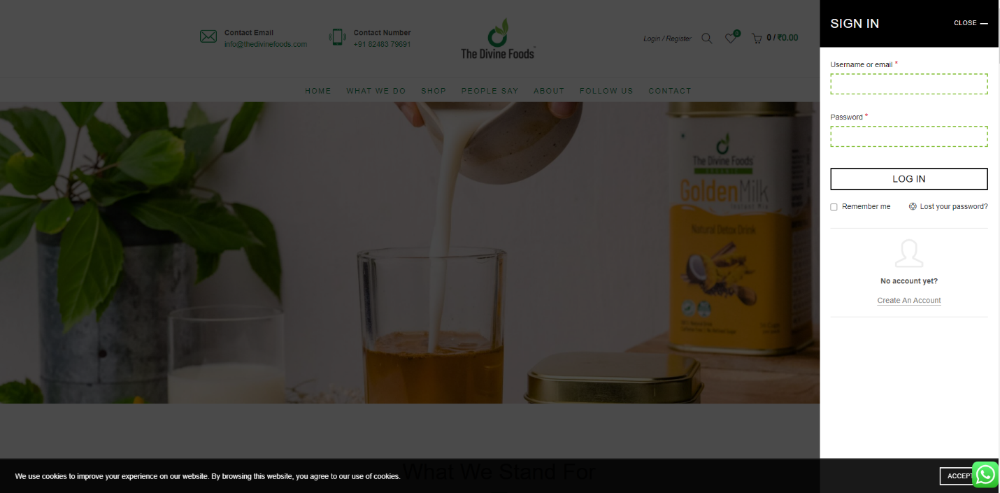 Contact Email
info@thedivinefoods.com
Contact Number
+91 82483 79691
The Divine Foods
Login / Register
0
0 / ₹0.00
SIGN IN
CLOSE
HOME WHAT WE DO SHOP PEOPLE SAY ABOUT FOLLOW US CONTACT
Username or email *
Password *
LOG IN
Remember me
Lost your password?
No account yet?
Create An Account
The Divine Foods
ORGANIC
GoldenMilk
Instant Mix
Natural Detox Drink
What We Stand For
We use cookies to improve your experience on our website. By browsing this website, you agree to our use of cookies.
ACCEPT